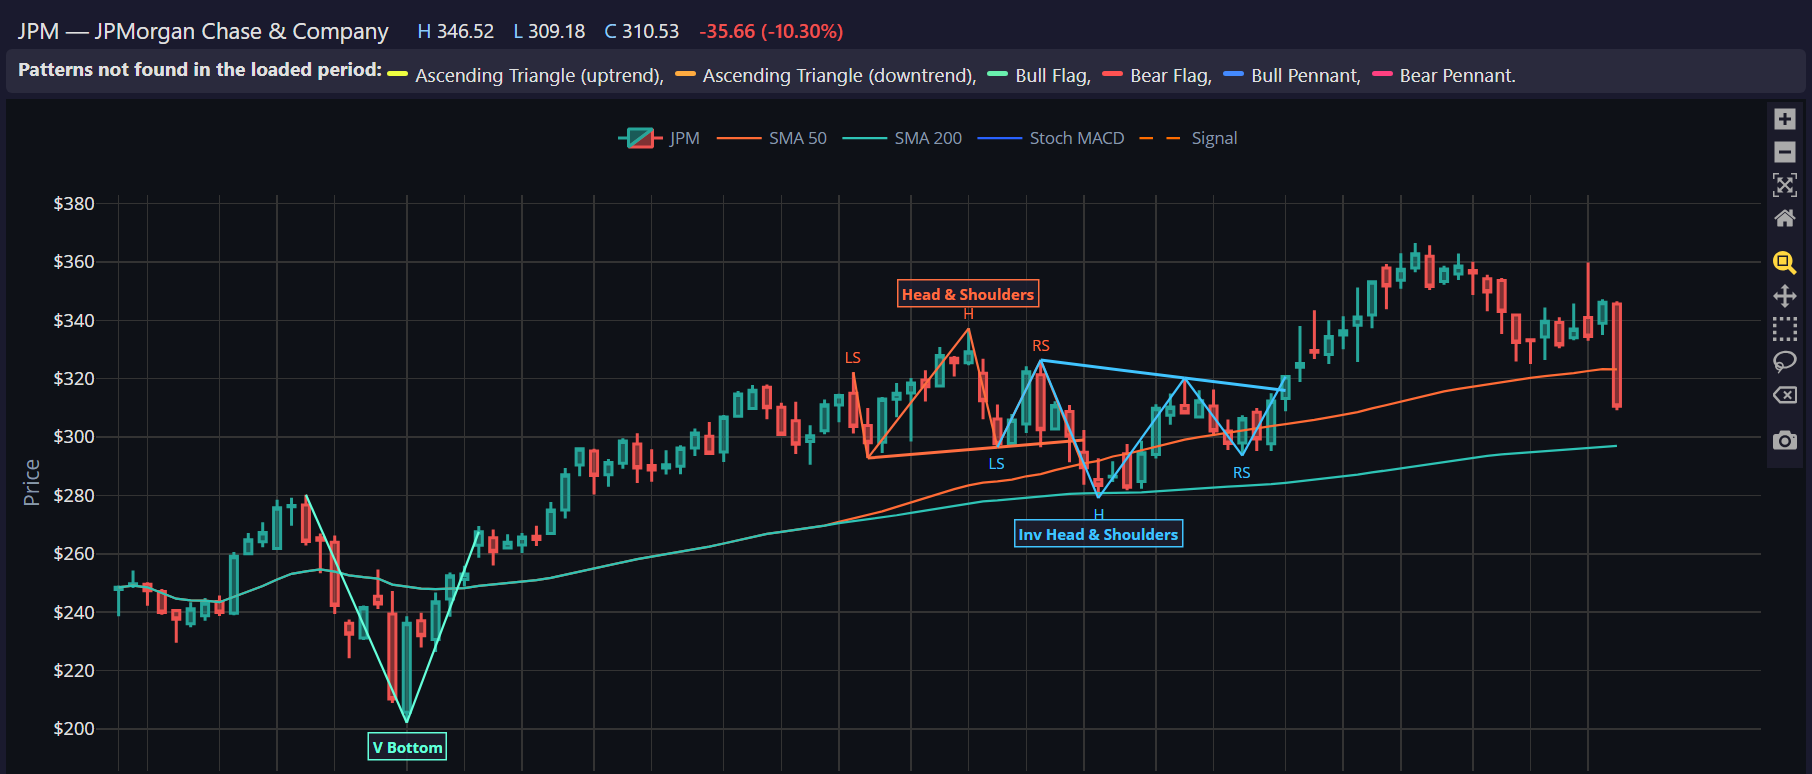 JPM — JPMorgan Chase & Company H 346.52 L 309.18 C 310.53 -35.66 (-10.30%)
Patterns not found in the loaded period: Ascending Triangle (uptrend), Ascending Triangle (downtrend), Bull Flag, Bear Flag, Bull Pennant, Bear Pennant.
JPM SMA 50 SMA 200 Stoch MACD Signal
$380
$360
Head & Shoulders
H
$340
RS
LS
$320
$300
LS
RS
Price
$280
H
Inv Head & Shoulders
$260
$240
$220
$200
V Bottom